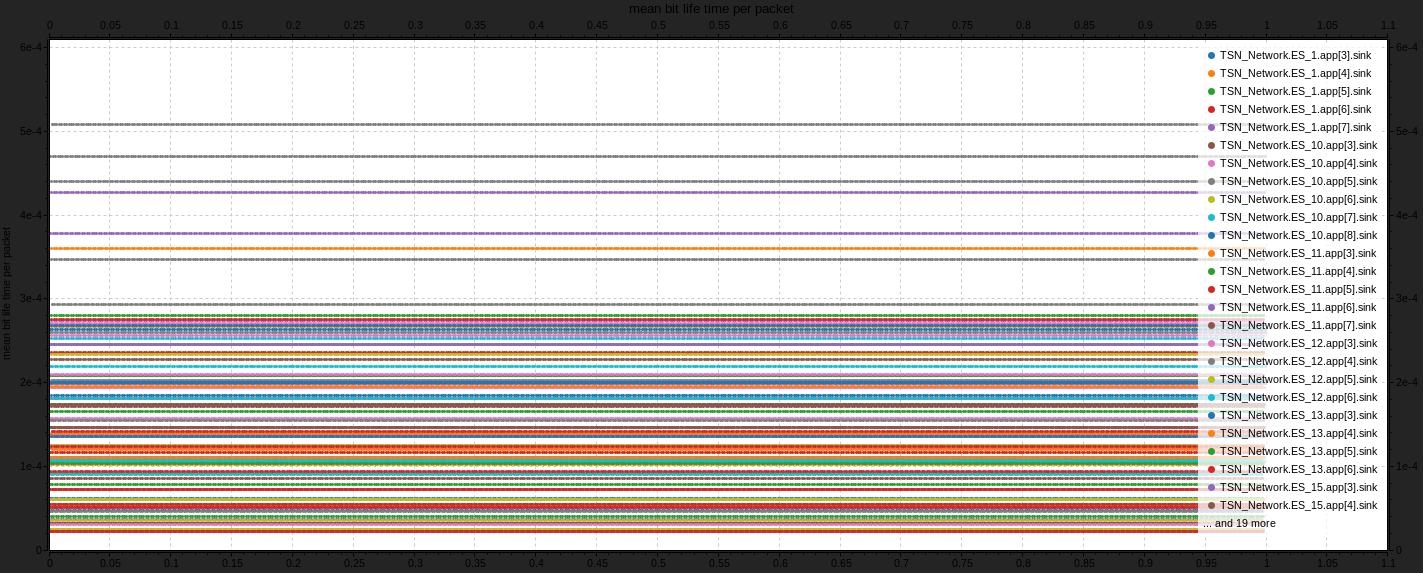 mean bit life time per packet
0 0.05 0.1 0.15 0.2 0.25 0.3 0.35 0.4 0.45 0.5 0.55 0.6 0.65 0.7 0.75 0.8 0.85 0.9 0.95 1 1.05 1.1
6e-4 6e-4
TSN_Network.ES_1.app[3].sink
TSN_Network.ES_1.app[4].sink
TSN_Network.ES_1.app[5].sink
TSN_Network.ES_1.app[6].sink
TSN_Network.ES_1.app[7].sink
5e-4 5e-4
TSN_Network.ES_10.app[3].sink
TSN_Network.ES_10.app[4].sink
TSN_Network.ES_10.app[5].sink
TSN_Network.ES_10.app[6].sink
4e-4 4e-4
TSN_Network.ES_10.app[7].sink
TSN_Network.ES_10.app[8].sink
TSN_Network.ES_11.app[3].sink
TSN_Network.ES_11.app[4].sink
TSN_Network.ES_11.app[5].sink
mean bit life time per packet
3e-4 3e-4
TSN_Network.ES_11.app[6].sink
TSN_Network.ES_11.app[7].sink
TSN_Network.ES_12.app[3].sink
TSN_Network.ES_12.app[4].sink
TSN_Network.ES_12.app[5].sink
2e-4 2e-4
TSN_Network.ES_12.app[6].sink
TSN_Network.ES_13.app[3].sink
TSN_Network.ES_13.app[4].sink
TSN_Network.ES_13.app[5].sink
1e-4 1e-4
TSN_Network.ES_13.app[6].sink
TSN_Network.ES_15.app[3].sink
TSN_Network.ES_15.app[4].sink
... and 19 more
0 0
0 0.05 0.1 0.15 0.2 0.25 0.3 0.35 0.4 0.45 0.5 0.55 0.6 0.65 0.7 0.75 0.8 0.85 0.9 0.95 1 1.05 1.1